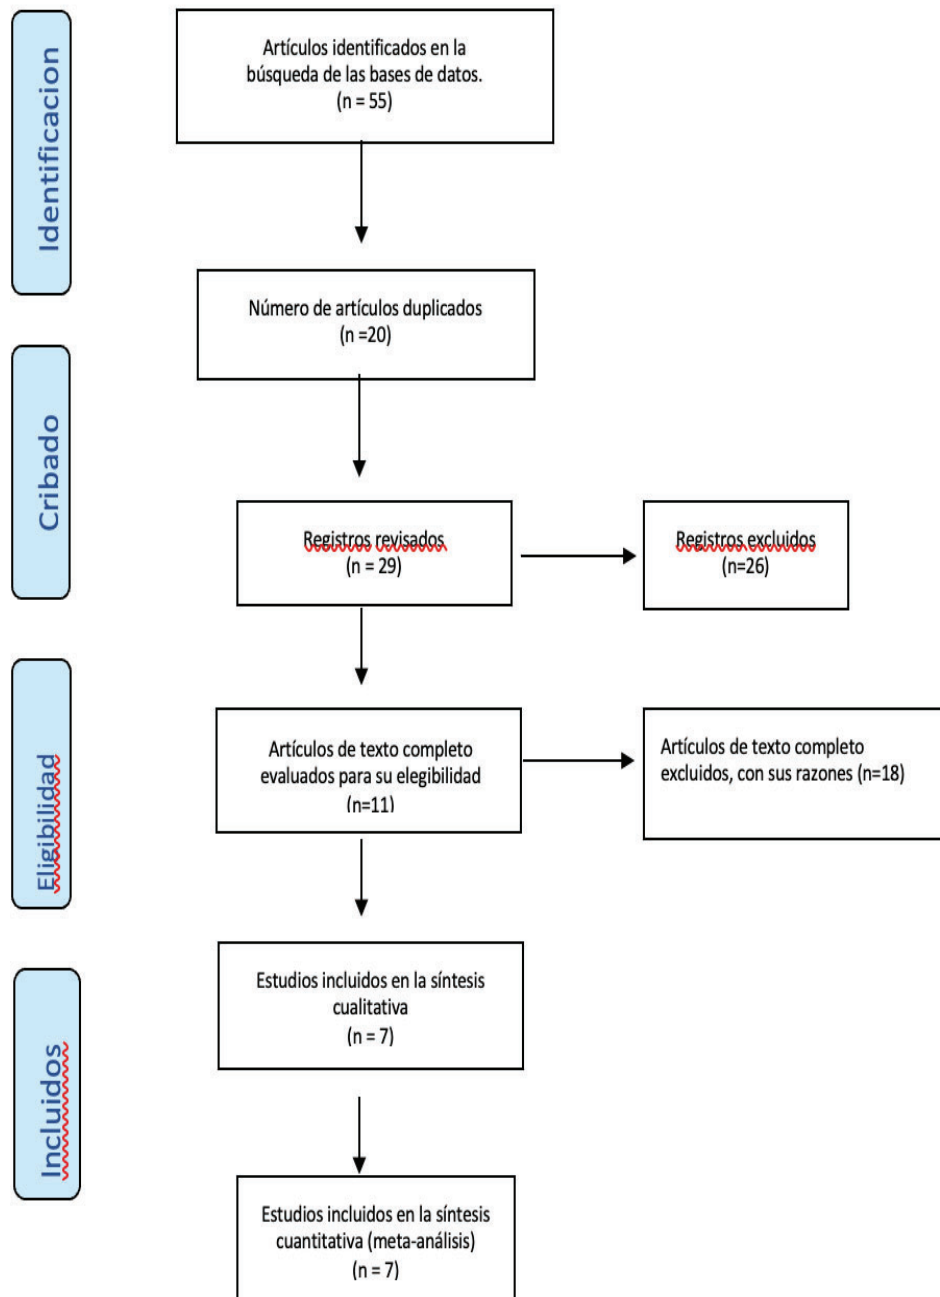 Identificacion
Artículos identificados en la
búsqueda de las bases de datos.
(n = 55)
Número de artículos duplicados
(n =20)
Cribado
Registros revisados
(n = 29)
Registros excluidos
(n=26)
Eligibilidad
Artículos de texto completo
evaluados para su elegibilidad
(n=11)
Artículos de texto completo
excluidos, con sus razones (n=18)
Incluidos
Estudios incluidos en la síntesis
cualitativa
(n = 7)
Estudios incluidos en la síntesis
cuantitativa (meta-análisis)
(n = 7)